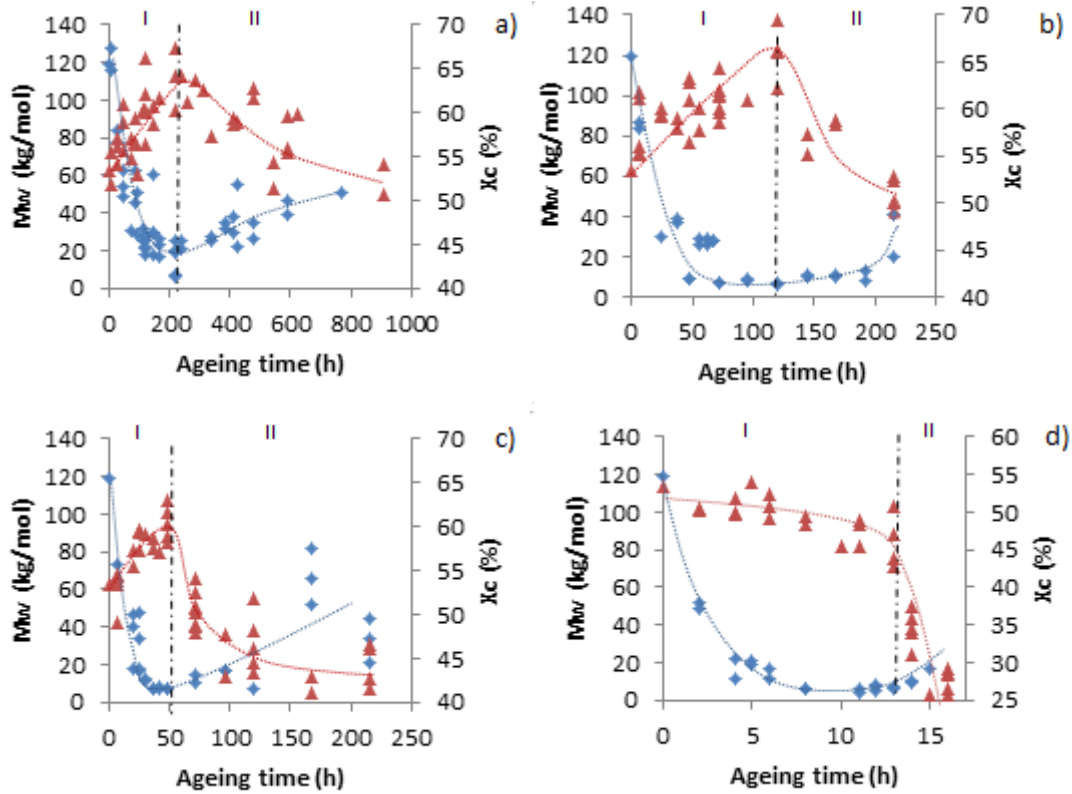 I II a)
140 70
120 65
100 60
80
60 55
40 50
20 45
0 40
0 200 400 600 800 1000
Mw (kg/mol)
Xc (%)
Ageing time (h)
I II b)
140 70
120 65
100 60
80
60 55
40 50
20 45
0 40
0 50 100 150 200 250
Mw (kg/mol)
Xc (%)
Ageing time (h)
I II c)
140 70
120 65
100 60
80 55
60
40 50
20 45
0 40
0 50 100 150 200 250
Mw (kg/mol)
Xc (%)
Ageing time (h)
I II d)
140 60
120 55
100 50
80 45
60 40
40 35
20 30
0 25
0 5 10 15
Mw (kg/mol)
Xc (%)
Ageing time (h)